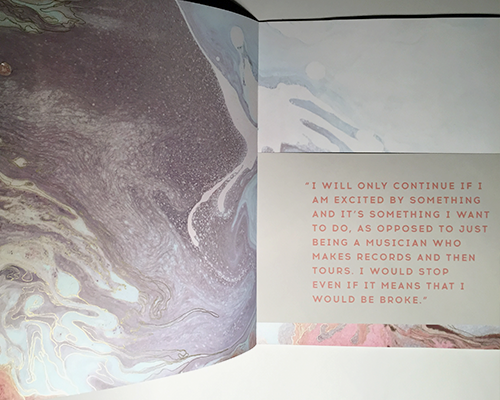 "I WILL ONLY CONTINUE IF I
AM EXCITED BY SOMETHING
AND IT'S SOMETHING I WANT
TO DO, AS OPPOSED TO JUST
BEING A MUSICIAN WHO
MAKES RECORDS AND THEN
TOURS. I WOULD STOP
EVEN IF IT MEANS THAT I
WOULD BE BROKE."